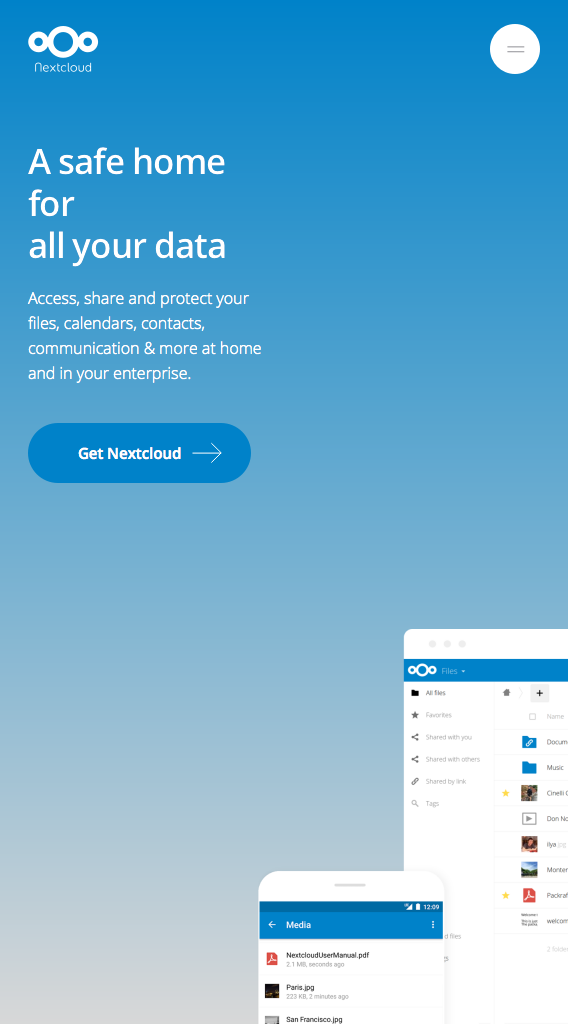 Nextcloud
A safe home
for
all your data
Access, share and protect your
files, calendars, contacts,
communication & more at home
and in your enterprise.
Get Nextcloud
Files
All files
Favorites
Shared with you
Shared with others
Shared by link
Tags
Name
Docum
Music
Cinelli C
Don No
ilya.jpg
Monter
Packraf
welcom
2 folder
d files
12:09
Media
NextcloudUserManual.pdf
2.1 MB, seconds ago
Paris.jpg
223 KB, 2 minutes ago
San Francisco.jpg